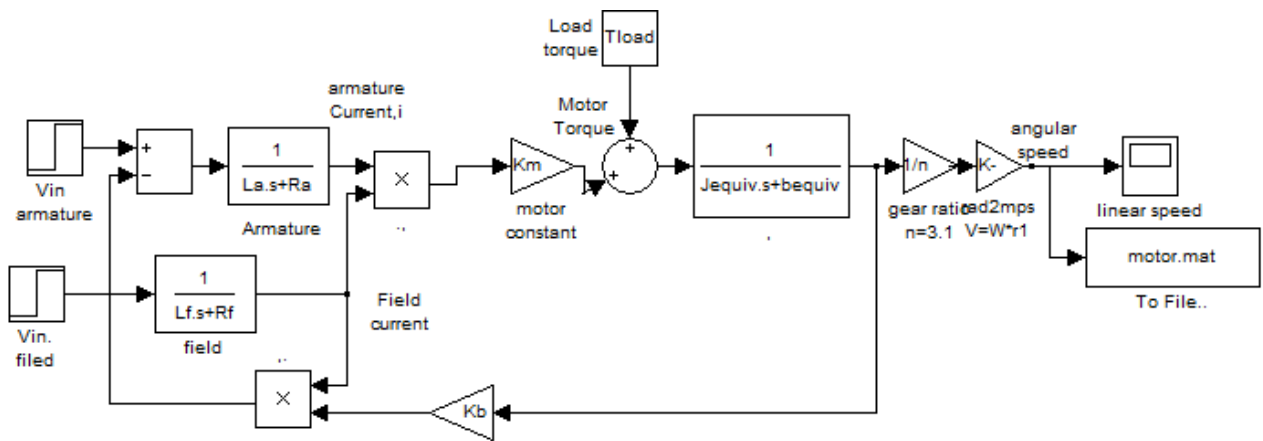 Load
torque
Tload
armature
Current,i
Motor
Torque
angular
speed
+
−
1
La.s+Ra
Armature
×
Km
motor
constant
+
+
1
Jequiv.s+bequiv
1/n
gear ratio
n=3.1
K-
rad2mps
V=W*r1
linear speed
motor.mat
To File..
Vin
armature
1
Lf.s+Rf
field
Field
current
Vin.
filed
×
Kb
..
..
.